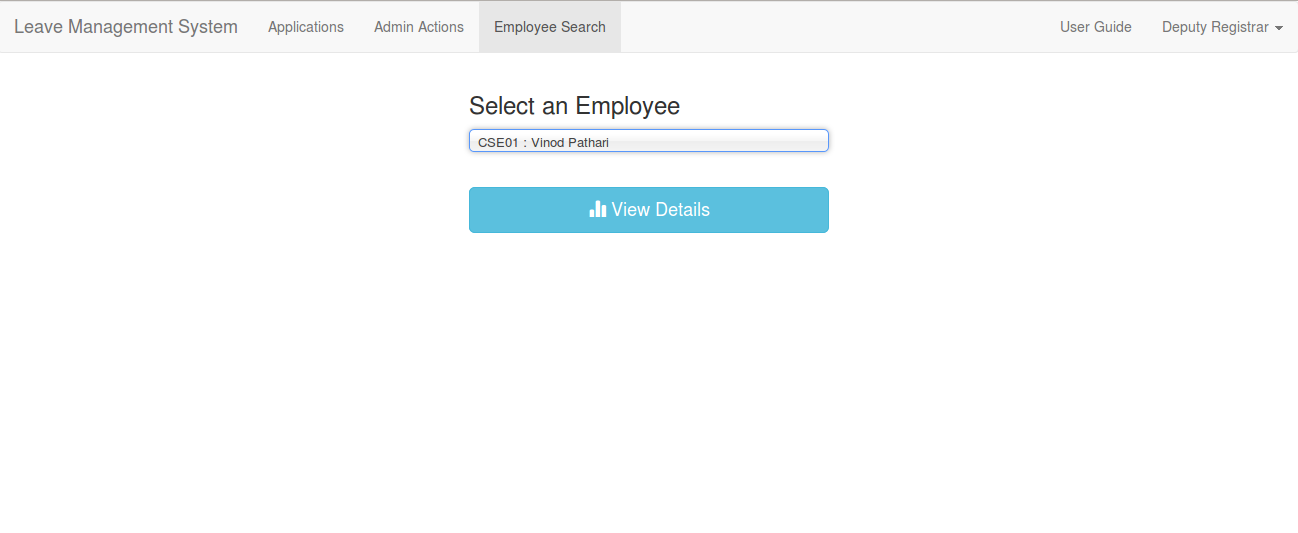 Leave Management System Applications Admin Actions Employee Search User Guide Deputy Registrar
Select an Employee
CSE01 : Vinod Pathari
View Details